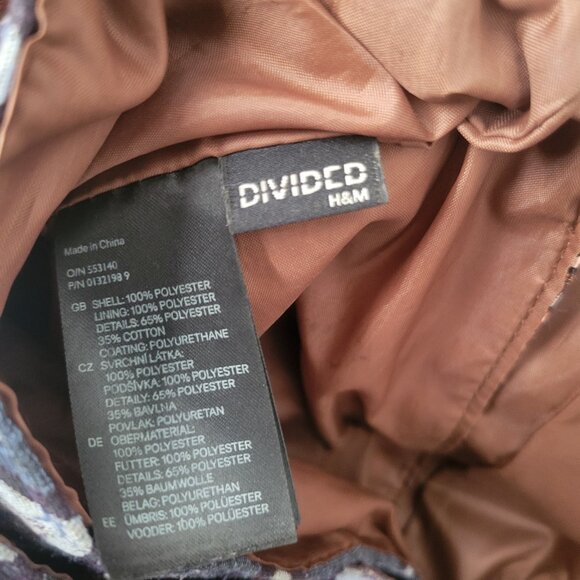 DIVIDED
H&M
Made in China
O/N 553140
P/N 0132198 9
GB SHELL: 100% POLYESTER
LINING: 100% POLYESTER
DETAILS: 65% POLYESTER
35% COTTON
COATING: POLYURETHANE
CZ SVRCHNÍ LÁTKA:
100% POLYESTER
PODŠÍVKA: 100% POLYESTER
DETAILY: 65% POLYESTER
35% BAVLNA
POVLAK: POLYURETAN
DE OBERMATERIAL:
100% POLYESTER
FUTTER: 100% POLYESTER
DETAILS: 65% POLYESTER
35% BAUMWOLLE
BELAG: POLYURETHAN
EE ÜMBRIS: 100% POLÜESTER
VOODER: 100% POLÜESTER